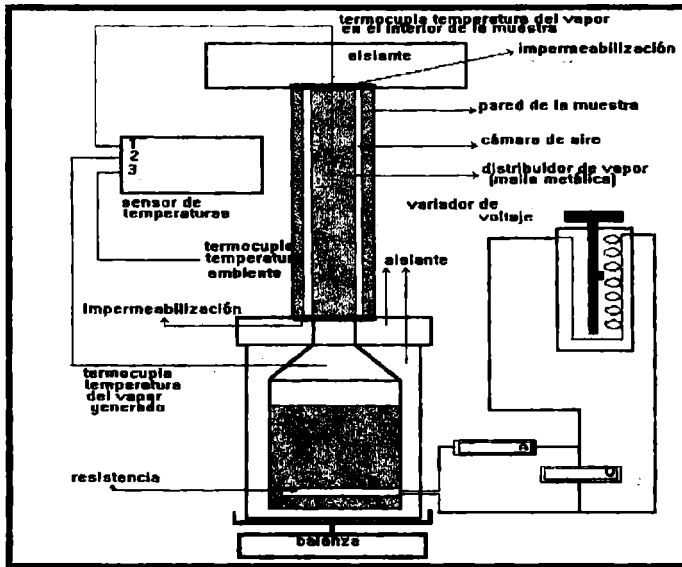 termocupla temperatura del vapor
en el interior de la muestra
aislante
impermeabilización
pared de la muestra
cámara de aire
distribuidor de vapor
(malla metálica)
variador de
voltaje
1
2
3
sensor de
temperaturas
termocupla
temperatura
ambiente
aislante
impermeabilización
termocupla
temperatura
del vapor
generado
resistencia
A
balanza